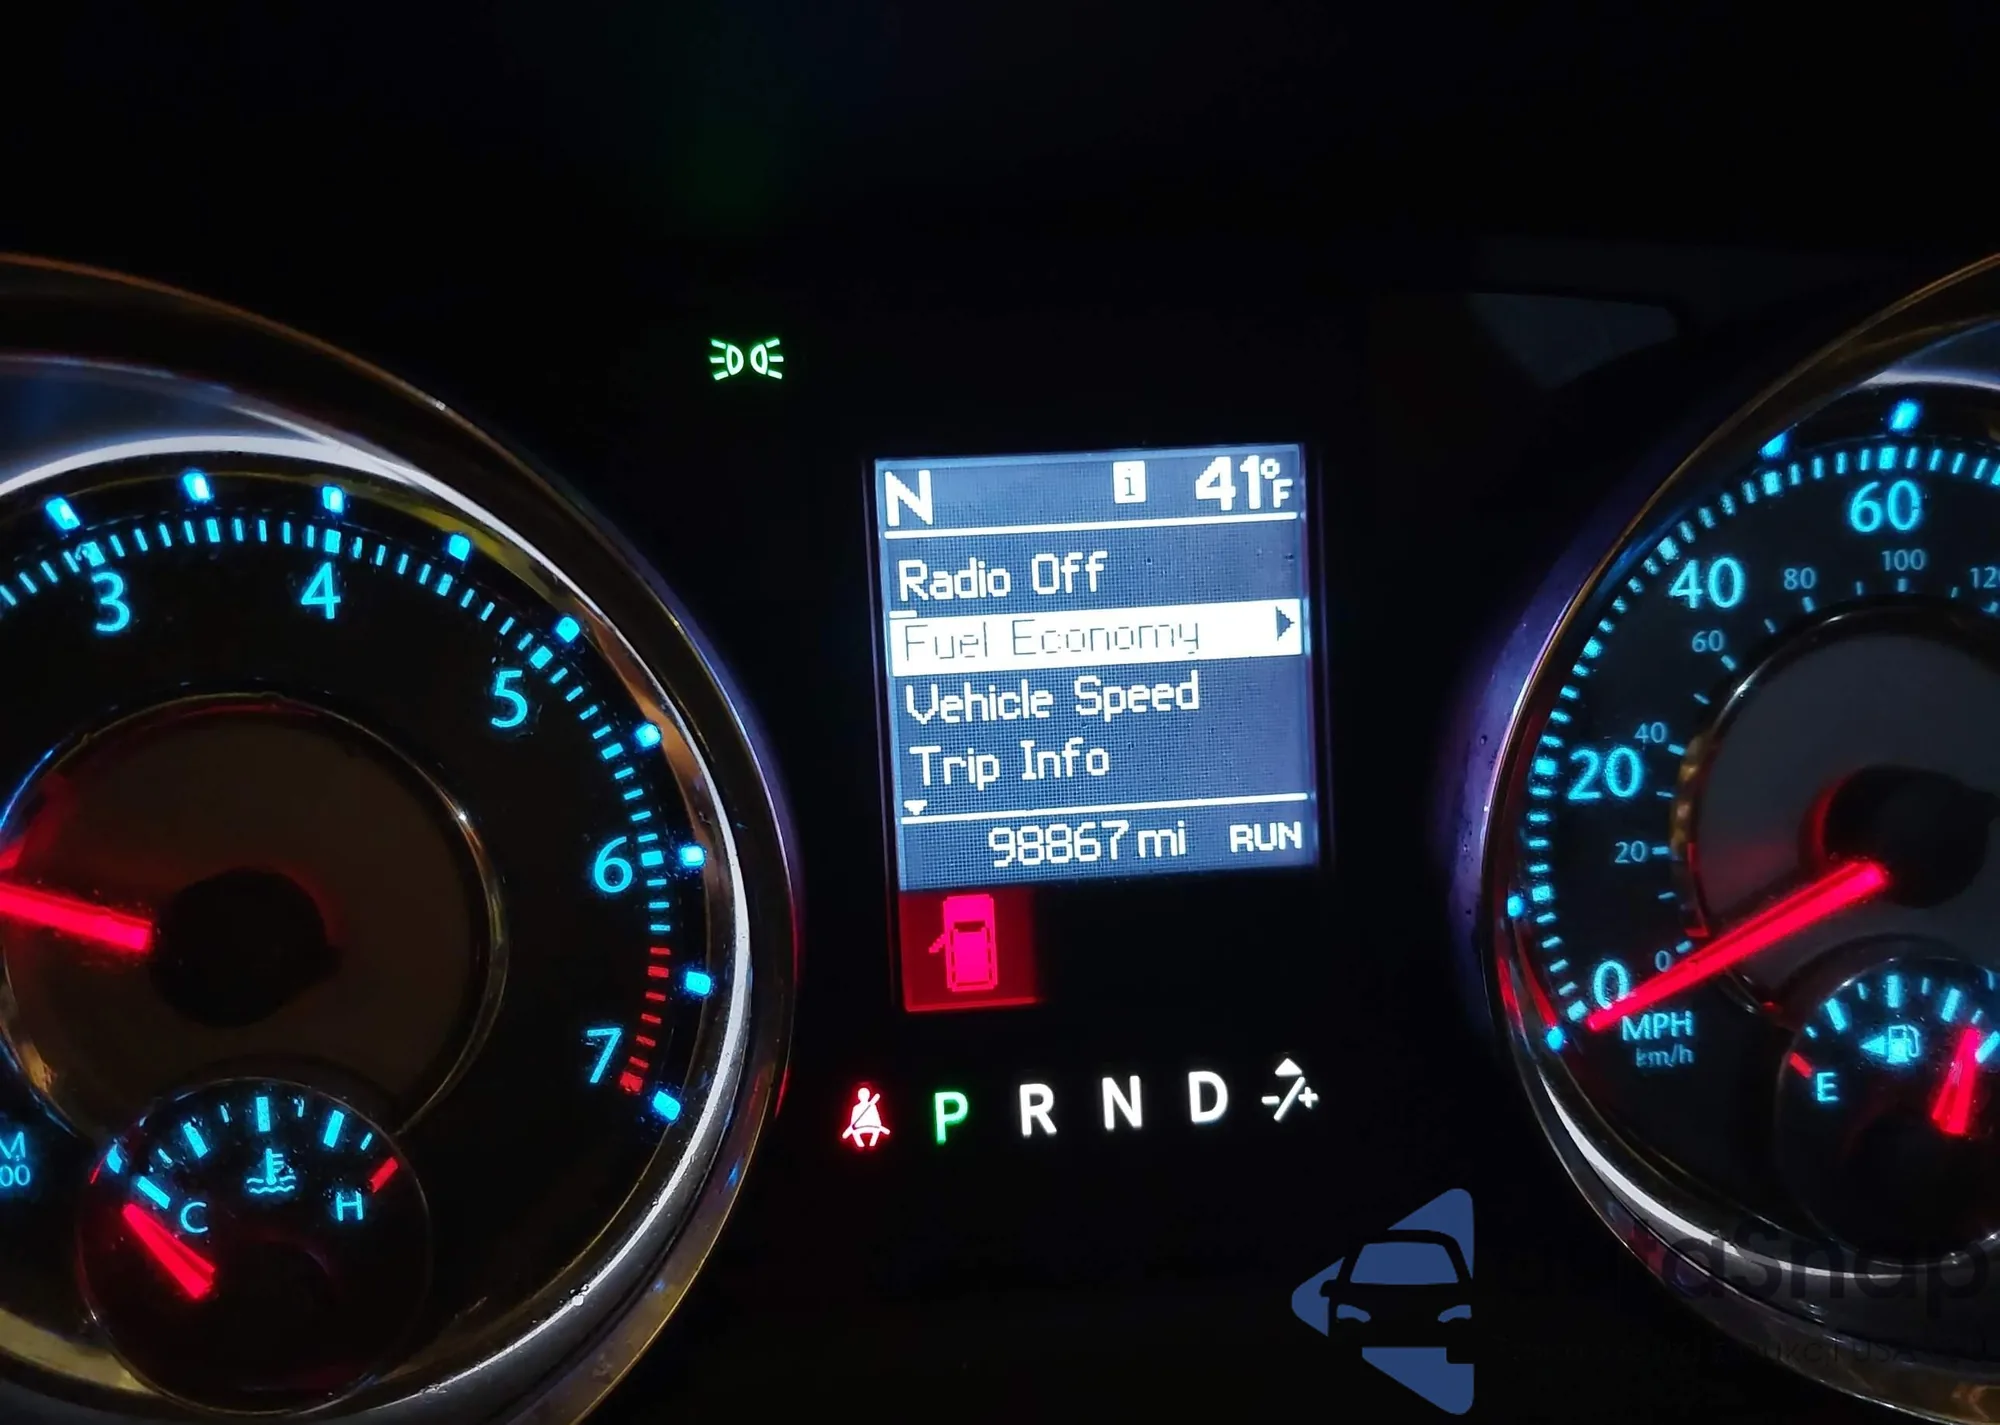 N i 41°F
Radio Off
Fuel Economy
Vehicle Speed
Trip Info
98867 mi RUN
P R N D -/+
3
4
5
6
7
C H
60
40
20
0
120
100
80
60
40
20
0
MPH
km/h
E